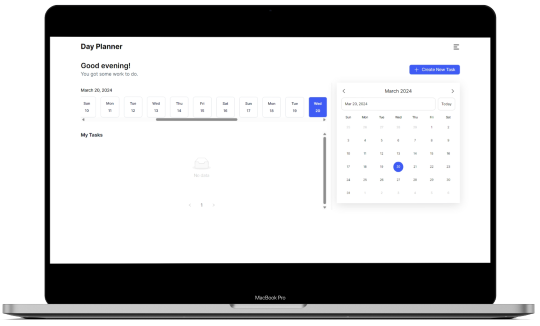 Day Planner
Good evening!
You got some work to do.
+ Create New Task
March 20, 2024
Sun Mon Tue Wed Thu Fri Sat Sun Mon Tue Wed
10 11 12 13 14 15 16 17 18 19 20
My Tasks
No data
< 1 >
< March 2024 >
Mar 20, 2024 Today
Sun Mon Tue Wed Thu Fri Sat
25 26 27 28 29 1 2
3 4 5 6 7 8 9
10 11 12 13 14 15 16
17 18 19 20 21 22 23
24 25 26 27 28 29 30
31 1 2 3 4 5 6
MacBook Pro